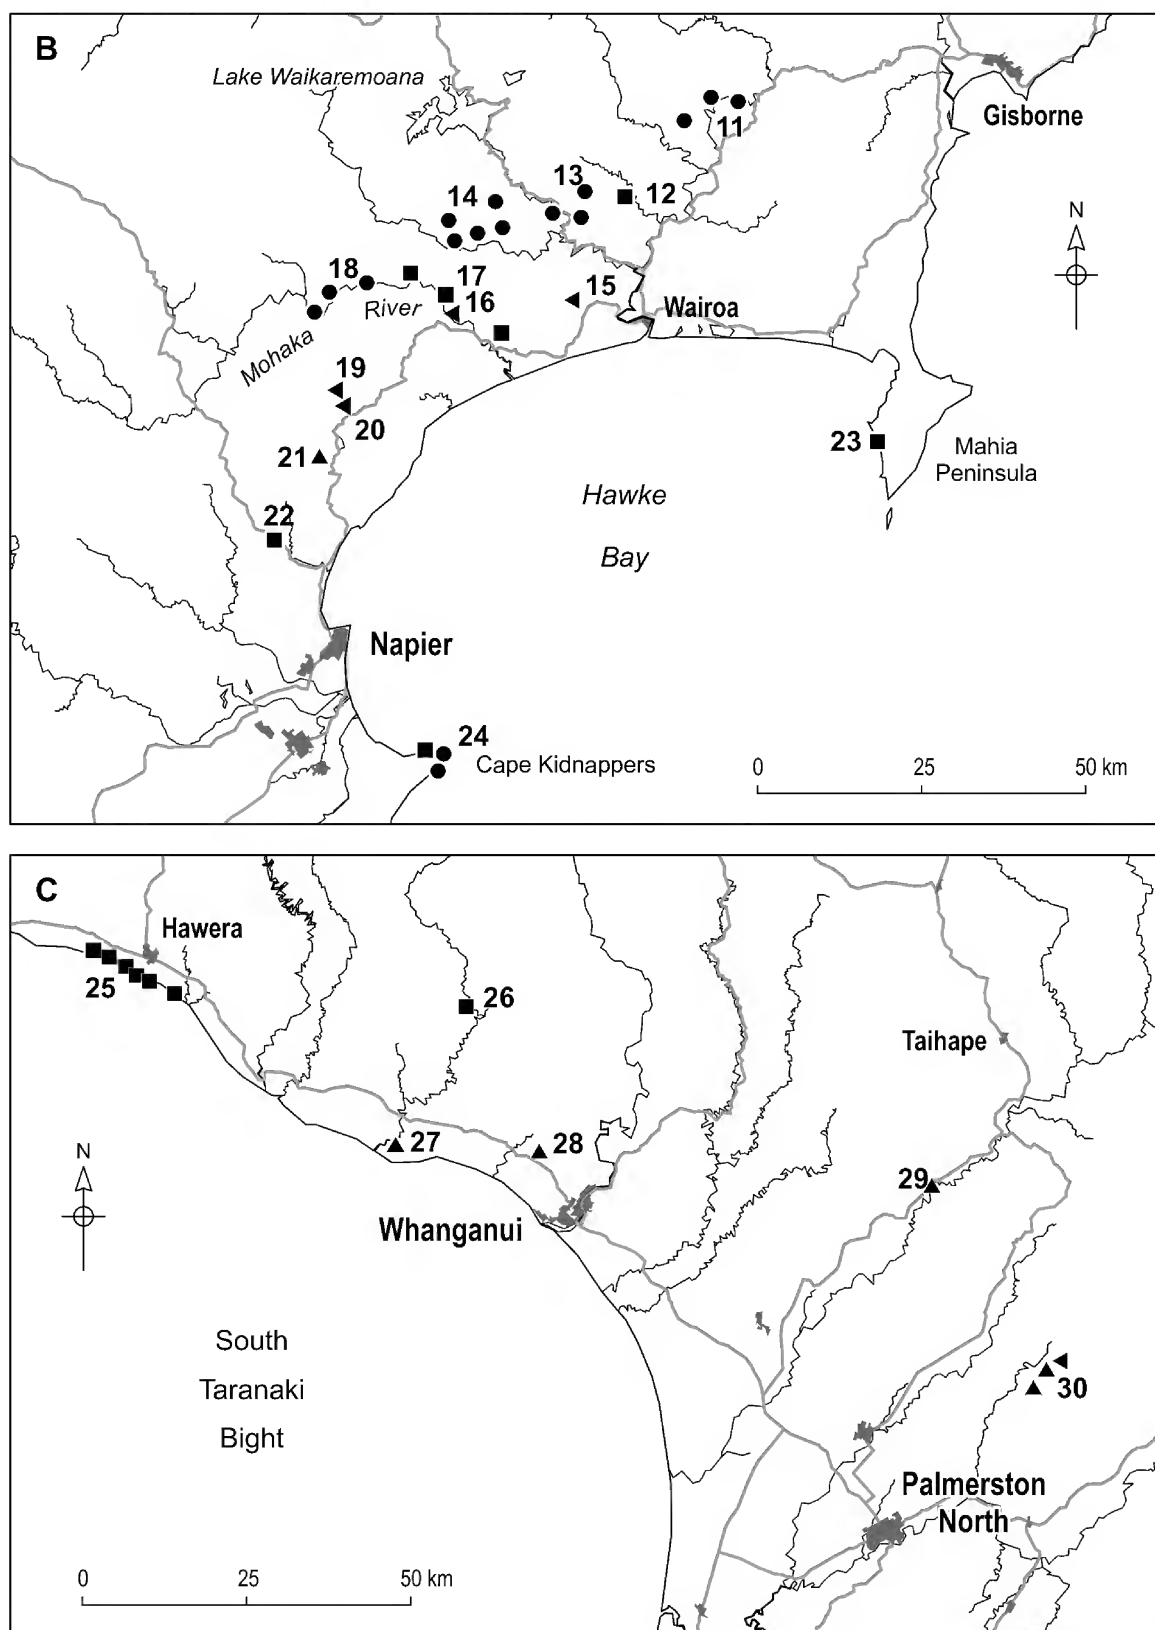 B
Lake Waikaremoana
Gisborne
11
13
12
14
18
17
15
16
River
Wairoa
Mohaka
19
20
21
23
Mahia
Peninsula
Hawke
Bay
22
Napier
24
Cape Kidnappers
N
0 25 50 km
C
Hawera
25
26
Taihape
27
28
29
N
Whanganui
South
Taranaki
Bight
30
Palmerston
North
0 25 50 km